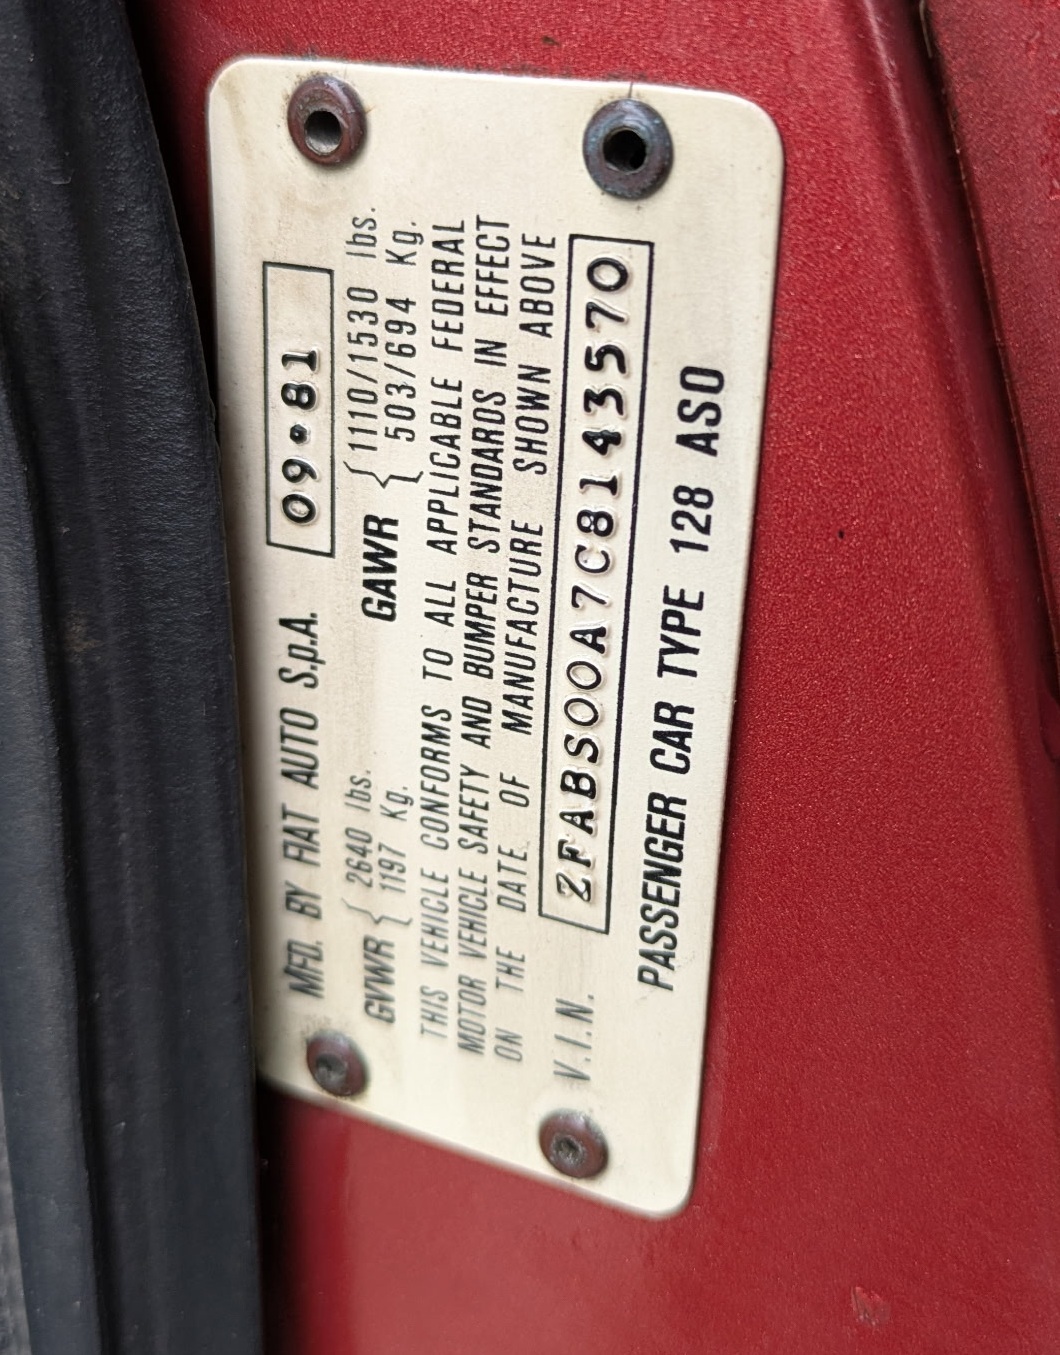 MFD. BY FIAT AUTO S.p.A. 09•81
GVWR { 2640 lbs. GAWR { 1110/1530 lbs.
1197 Kg. 503/694 Kg.
THIS VEHICLE CONFORMS TO ALL APPLICABLE FEDERAL
MOTOR VEHICLE SAFETY AND BUMPER STANDARDS IN EFFECT
ON THE DATE OF MANUFACTURE SHOWN ABOVE
V.I.N. ZFABS00A7C8143570
PASSENGER CAR TYPE 128 AS0